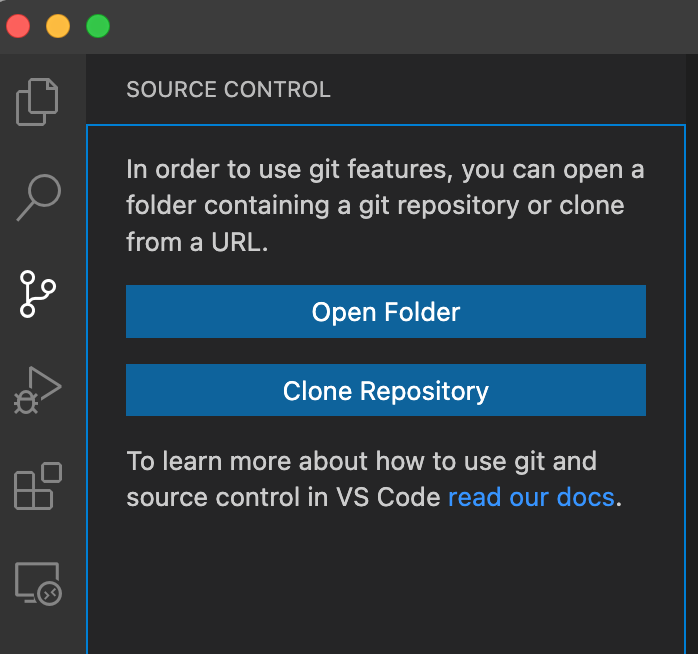 SOURCE CONTROL
In order to use git features, you can open a
folder containing a git repository or clone
from a URL.
Open Folder
Clone Repository
To learn more about how to use git and
source control in VS Code read our docs.